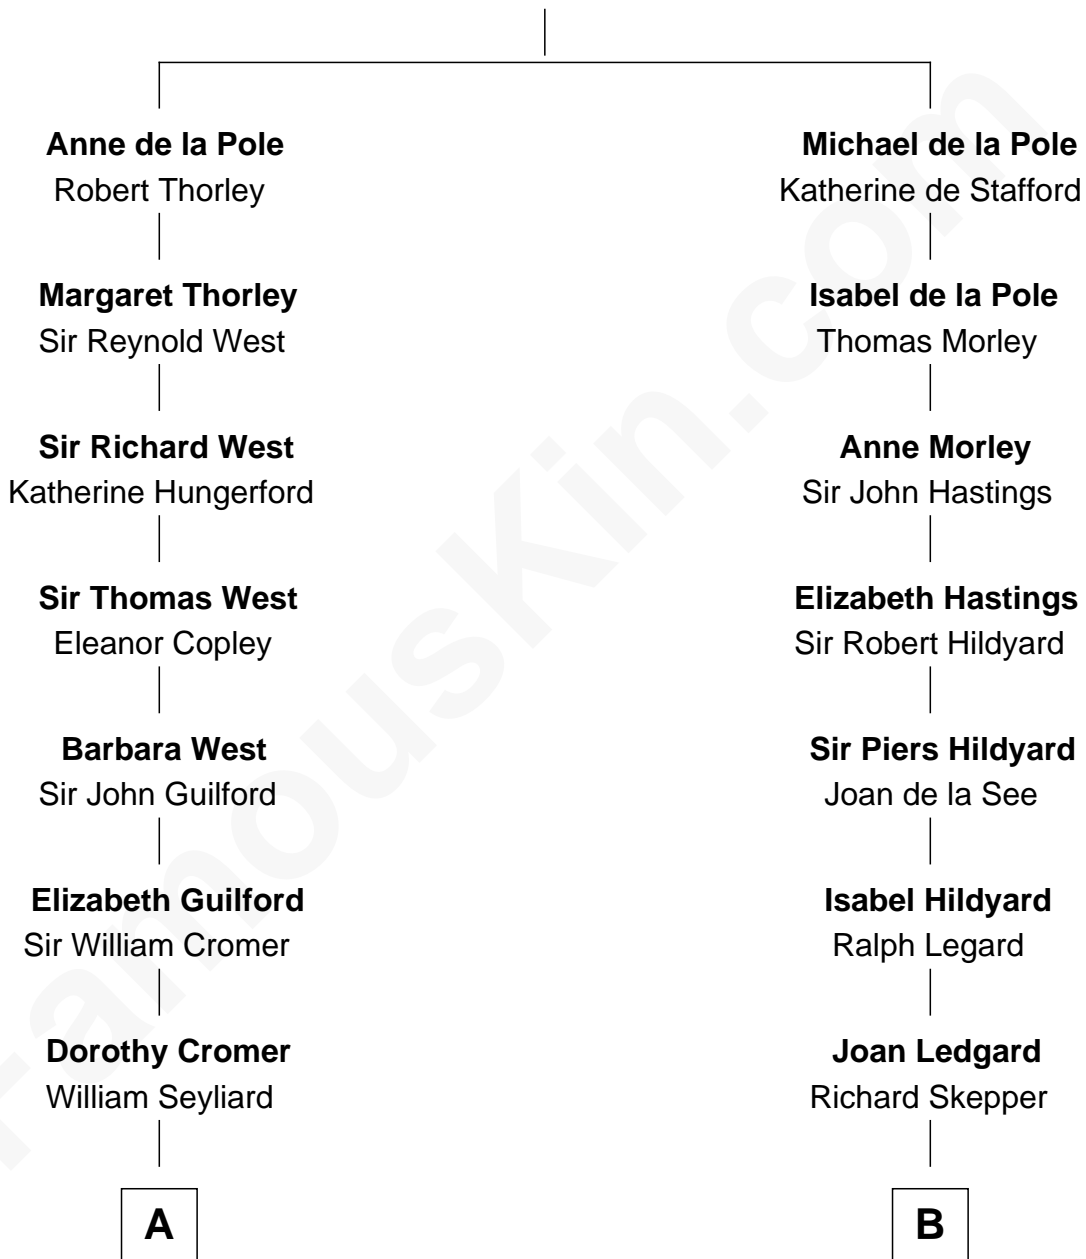 Anne de la Pole
Robert Thorley
Margaret Thorley
Sir Reynold West
Sir Richard West
Katherine Hungerford
Sir Thomas West
Eleanor Copley
Barbara West
Sir John Guilford
Elizabeth Guilford
Sir William Cromer
Dorothy Cromer
William Seyliard
A
Michael de la Pole
Katherine de Stafford
Isabel de la Pole
Thomas Morley
Anne Morley
Sir John Hastings
Elizabeth Hastings
Sir Robert Hildyard
Sir Piers Hildyard
Joan de la See
Isabel Hildyard
Ralph Legard
Joan Ledgard
Richard Skepper
B
FamousKin.com